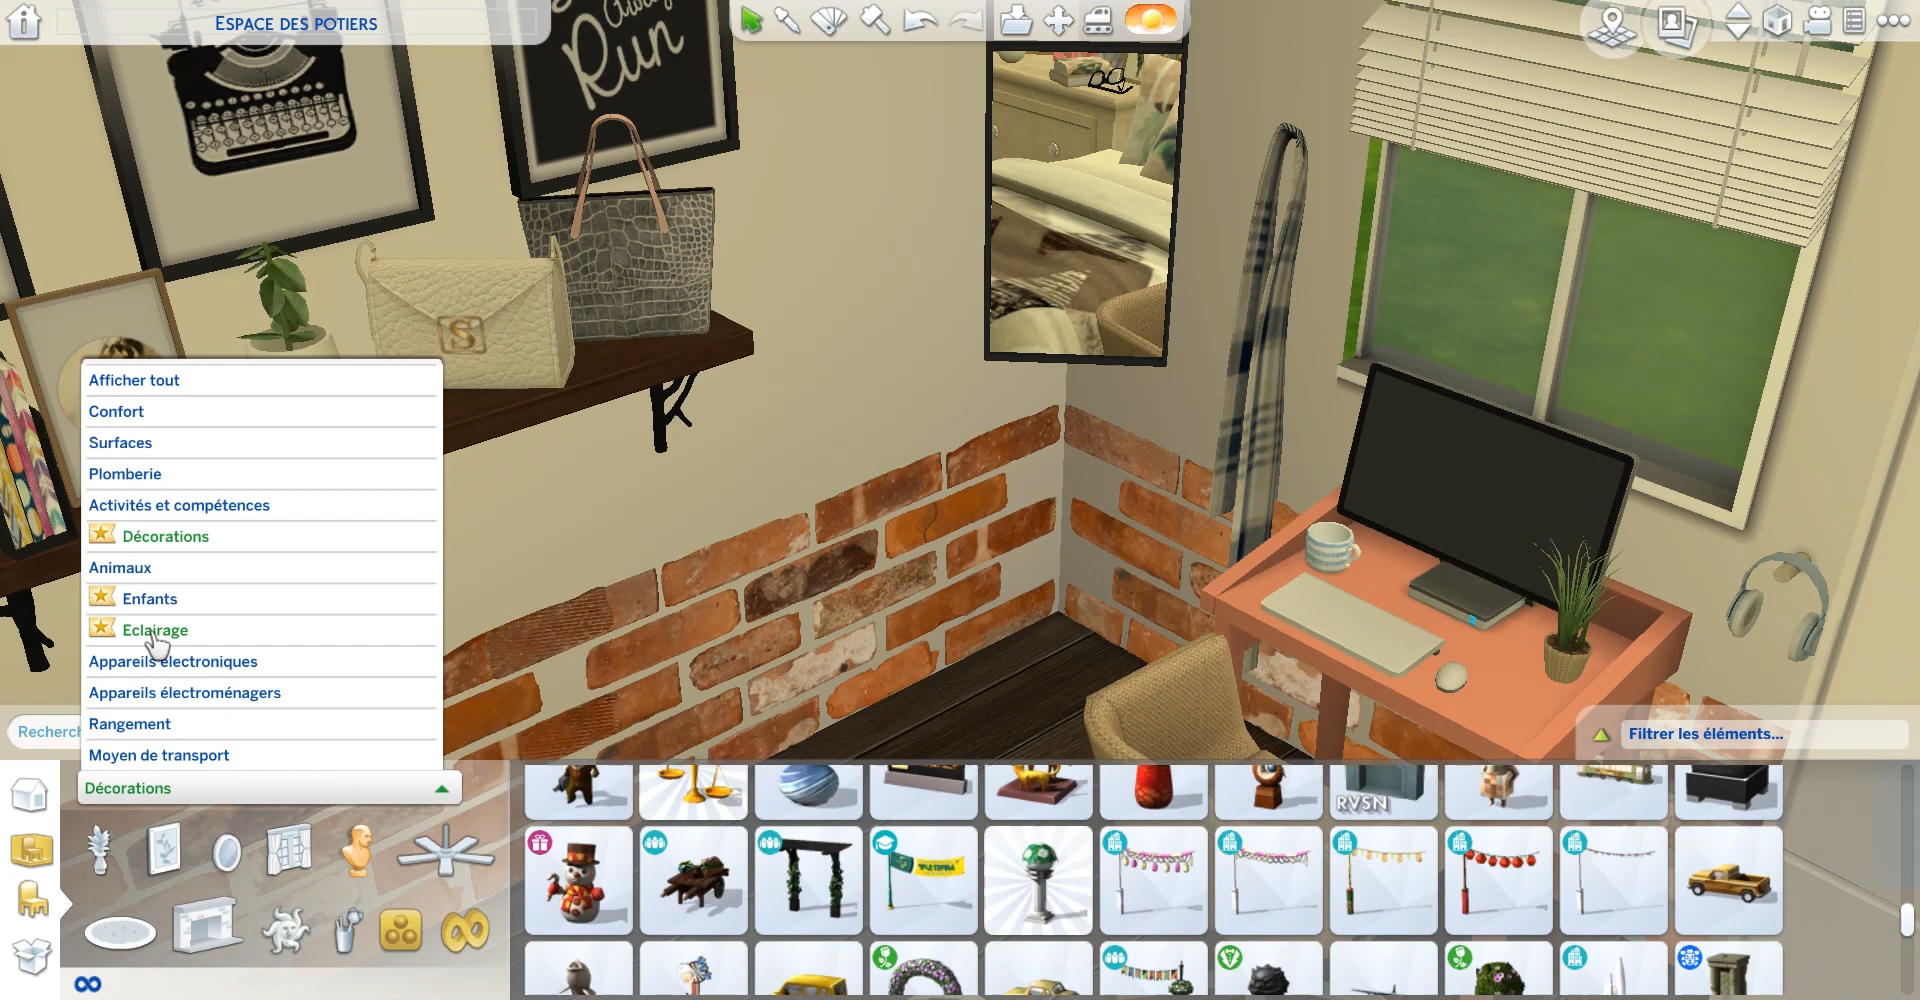 ESPACE DES POTIERS
Run
S
Afficher tout
Confort
Surfaces
Plomberie
Activités et compétences
Décorations
Animaux
Enfants
Eclairage
Appareils électroniques
Appareils électroménagers
Rangement
Moyen de transport
Recherch
Filtrer les éléments...
Décorations
RVSN